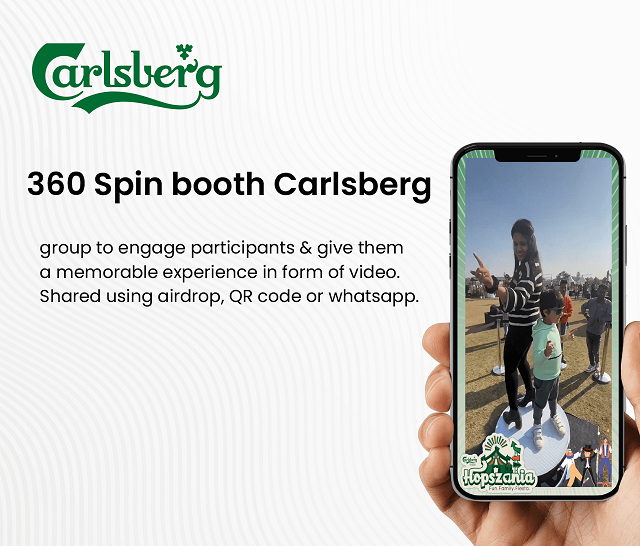 Carlsberg
360 Spin booth Carlsberg
group to engage participants & give them
a memorable experience in form of video.
Shared using airdrop, QR code or whatsapp.
Hopszania
Fun Family Fiesta